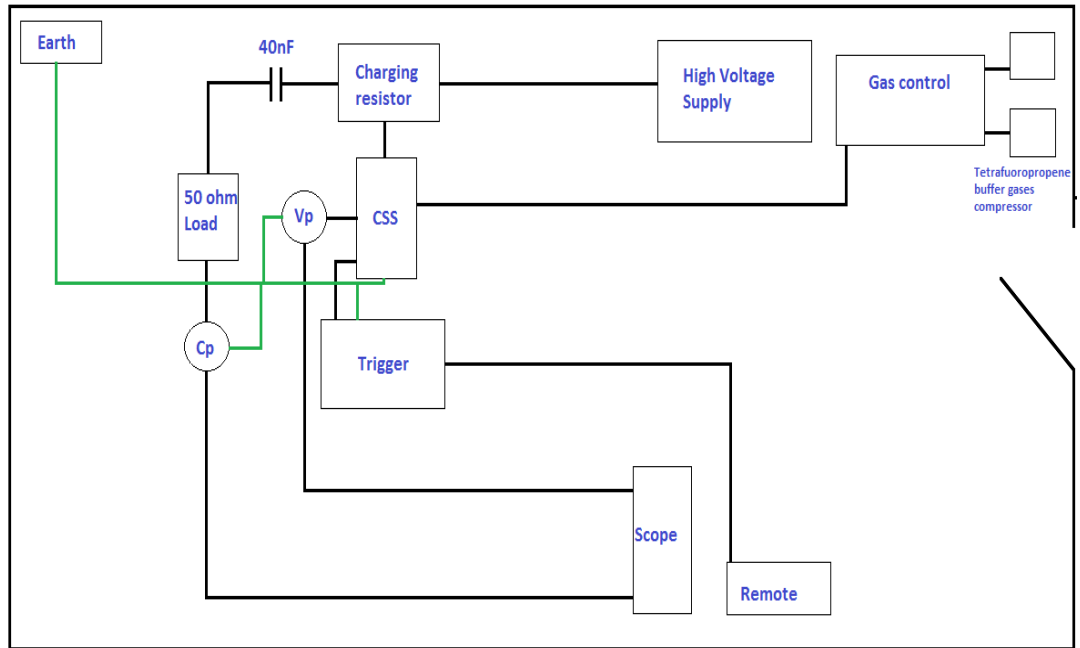 Earth
40nF
Charging
resistor
High Voltage
Supply
Gas control
Tetrafuoropropene
buffer gases
compressor
50 ohm
Load
Vp
CSS
Cp
Trigger
Scope
Remote